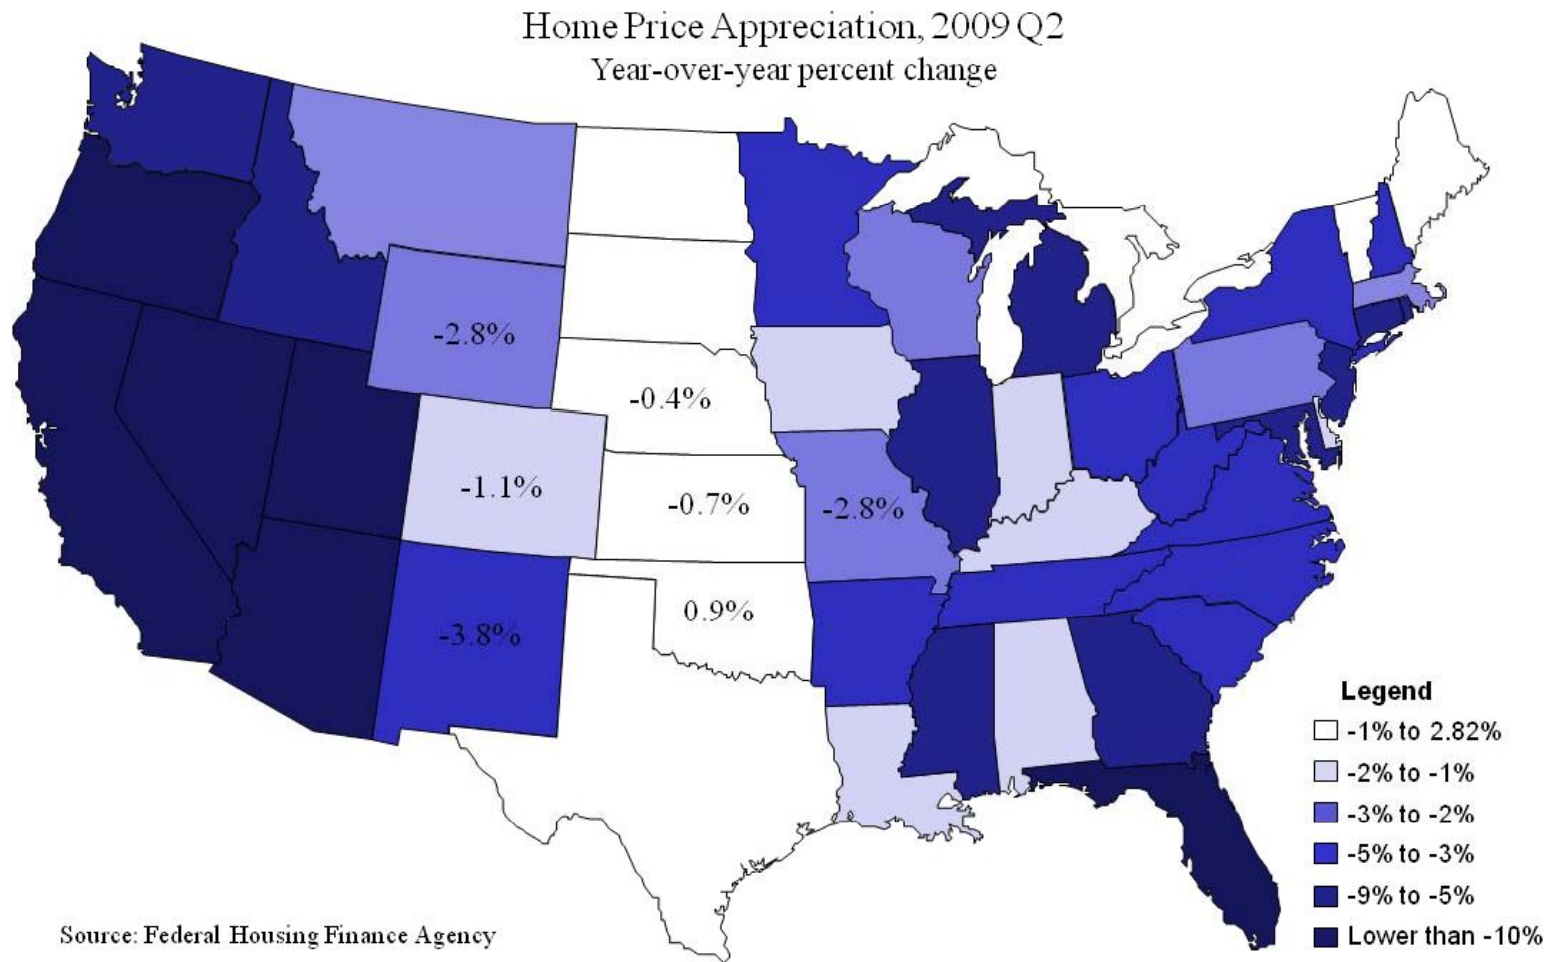 Home Price Appreciation, 2009 Q2
Year-over-year percent change
-2.8%
-0.4%
-1.1%
-0.7%
-2.8%
0.9%
-3.8%
Legend
-1% to 2.82%
-2% to -1%
-3% to -2%
-5% to -3%
-9% to -5%
Lower than -10%
Source: Federal Housing Finance Agency